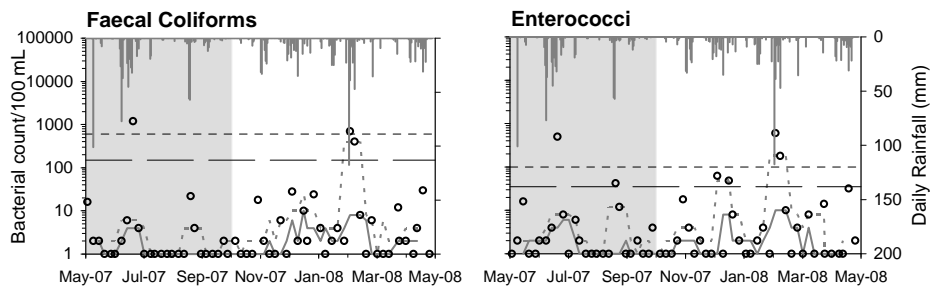 Faecal Coliforms
Enterococci
Bacterial count/100 mL
100000
10000
1000
100
10
1
May-07 Jul-07 Sep-07 Nov-07 Jan-08 Mar-08 May-08
May-07 Jul-07 Sep-07 Nov-07 Jan-08 Mar-08 May-08
0
50
100
150
200
Daily Rainfall (mm)